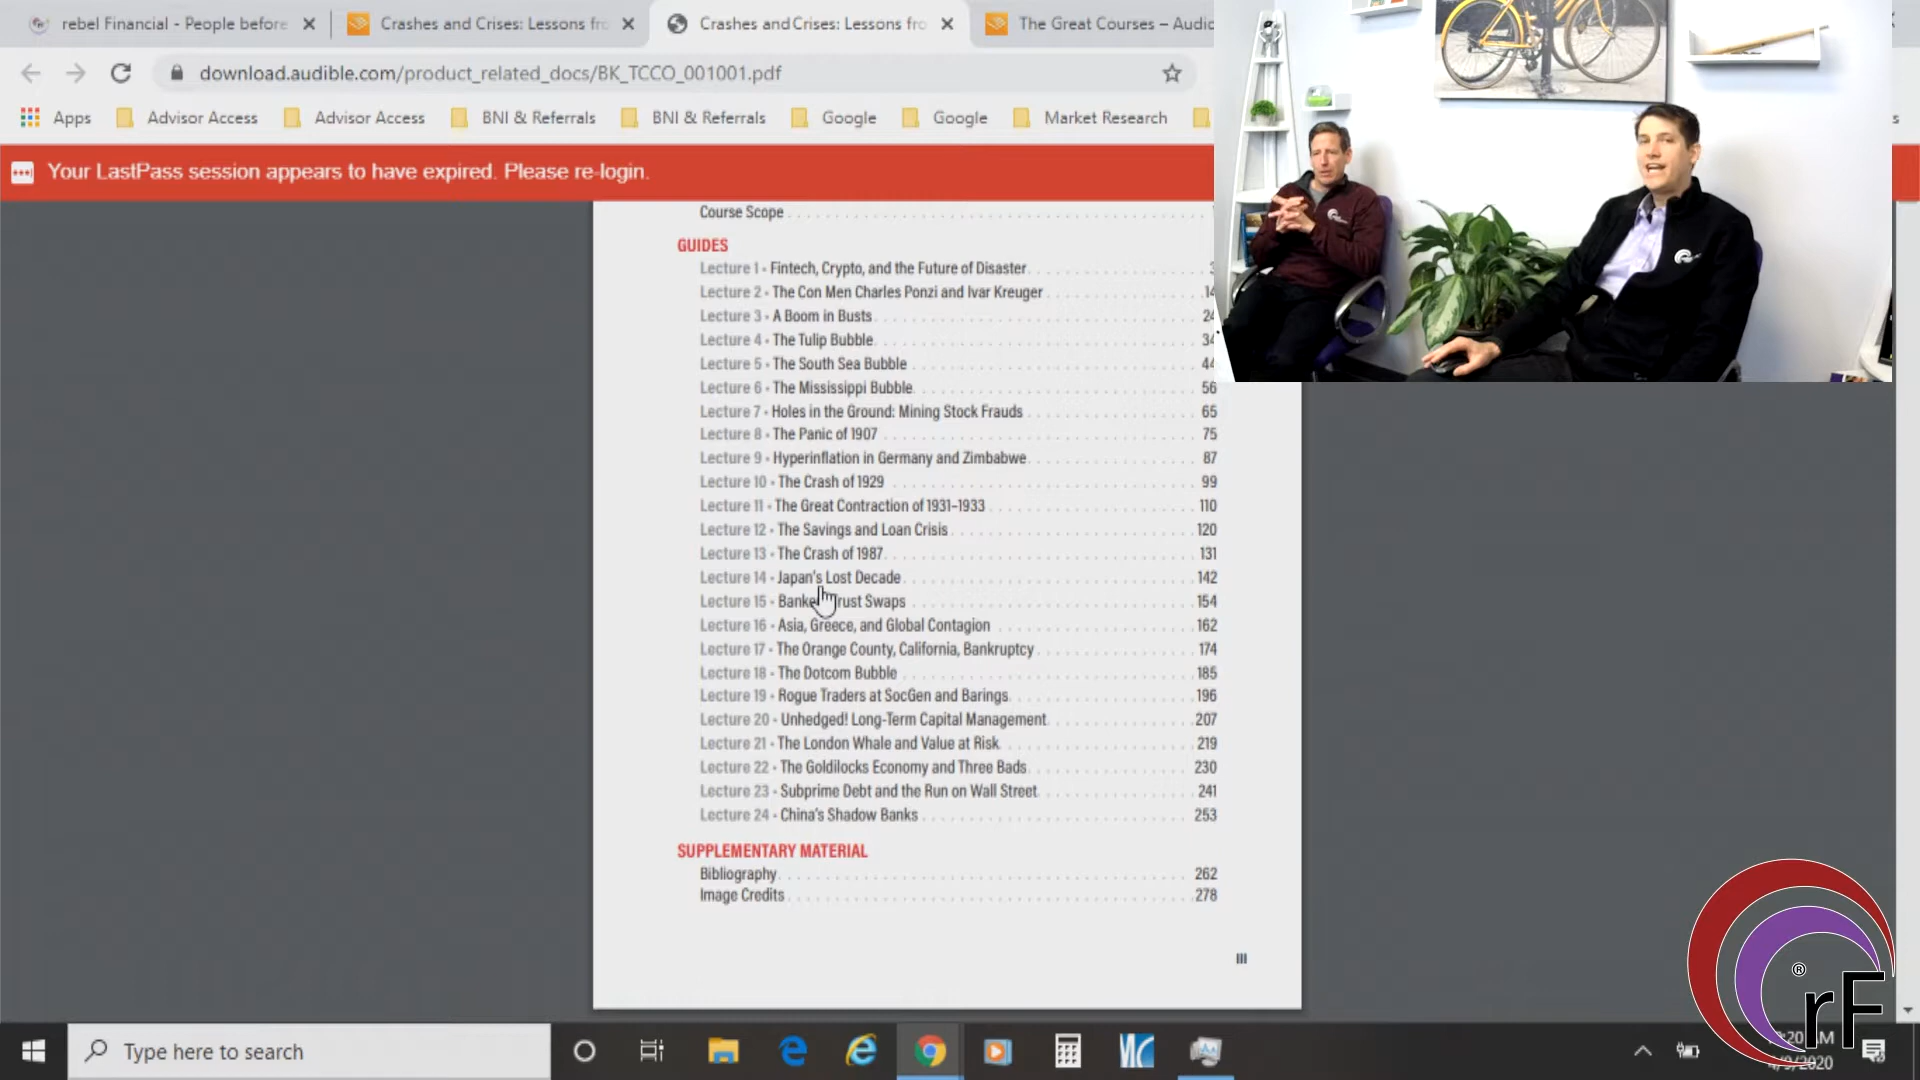 rebel Financial - People before
Crashes and Crises: Lessons fro
Crashes and Crises: Lessons fro
The Great Courses – Audio
download.audible.com/product_related_docs/BK_TCCO_001001.pdf
Apps
Advisor Access
Advisor Access
BNI & Referrals
BNI & Referrals
Google
Google
Market Research
Your LastPass session appears to have expired. Please re-login.
Course Scope
GUIDES
Lecture 1 • Fintech, Crypto, and the Future of Disaster 3
Lecture 2 • The Con Men Charles Ponzi and Ivar Kreuger 14
Lecture 3 • A Boom in Busts 24
Lecture 4 • The Tulip Bubble 34
Lecture 5 • The South Sea Bubble 44
Lecture 6 • The Mississippi Bubble 56
Lecture 7 • Holes in the Ground: Mining Stock Frauds 65
Lecture 8 • The Panic of 1907 75
Lecture 9 • Hyperinflation in Germany and Zimbabwe 87
Lecture 10 • The Crash of 1929 99
Lecture 11 • The Great Contraction of 1931–1933 110
Lecture 12 • The Savings and Loan Crisis 120
Lecture 13 • The Crash of 1987 131
Lecture 14 • Japan's Lost Decade 142
Lecture 15 • Bankers Trust Swaps 154
Lecture 16 • Asia, Greece, and Global Contagion 162
Lecture 17 • The Orange County, California, Bankruptcy 174
Lecture 18 • The Dotcom Bubble 185
Lecture 19 • Rogue Traders at SocGen and Barings 196
Lecture 20 • Unhedged! Long-Term Capital Management 207
Lecture 21 • The London Whale and Value at Risk 219
Lecture 22 • The Goldilocks Economy and Three Bads 230
Lecture 23 • Subprime Debt and the Run on Wall Street 241
Lecture 24 • China's Shadow Banks 253
SUPPLEMENTARY MATERIAL
Bibliography 262
Image Credits 278
III
® rF
Type here to search